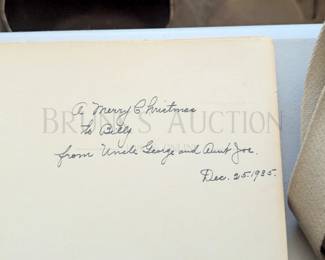 A Merry Christmas
to Billy
from Uncle George and Aunt Joe.
Dec. 25. 1935.
BRUNK'S AUCTION